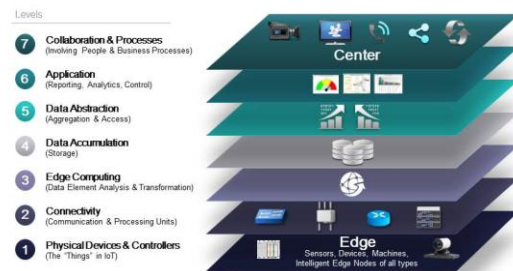 Levels
7 Collaboration & Processes
(Involving People & Business Processes)
6 Application
(Reporting, Analytics, Control)
5 Data Abstraction
(Aggregation & Access)
4 Data Accumulation
(Storage)
3 Edge Computing
(Data Element Analysis & Transformation)
2 Connectivity
(Communication & Processing Units)
1 Physical Devices & Controllers
(The "Things" in IoT)
Center
Edge
Sensors, Devices, Machines,
Intelligent Edge Nodes of all types